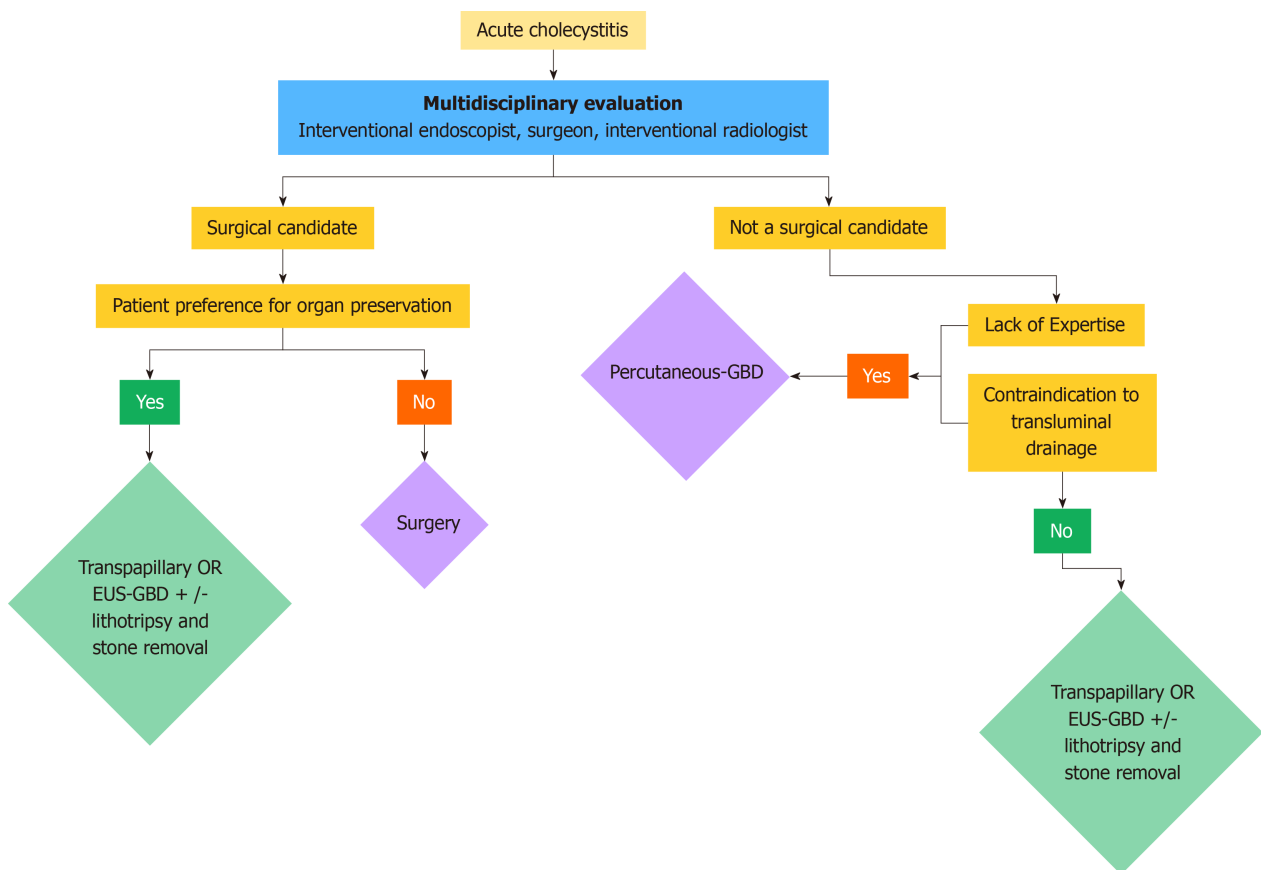 Acute cholecystitis
Multidisciplinary evaluation
Interventional endoscopist, surgeon, interventional radiologist
Surgical candidate
Not a surgical candidate
Patient preference for organ preservation
Lack of Expertise
Percutaneous-GBD
Yes
Contraindication to
transluminal
drainage
Yes
No
Surgery
No
Transpapillary OR
EUS-GBD + /-
lithotripsy and
stone removal
Transpapillary OR
EUS-GBD +/-
lithotripsy and
stone removal